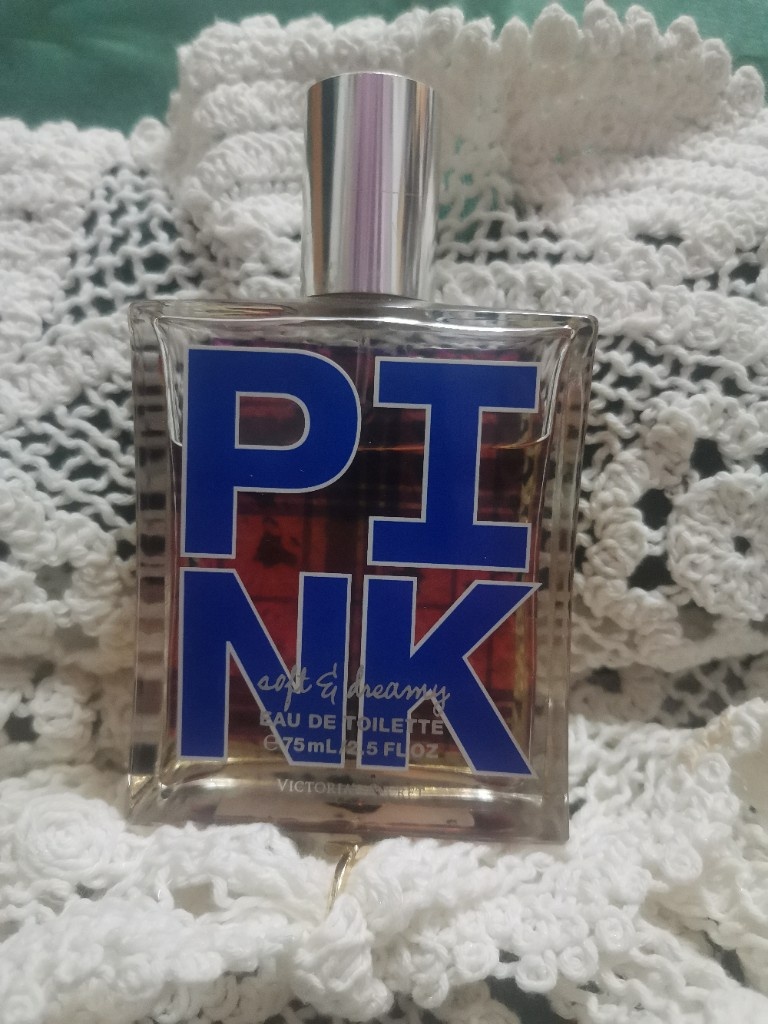 PI
NK
soft & dreamy
EAU DE TOILETTE
℮75mL/2.5 FL OZ
VICTORIA'S SECRET